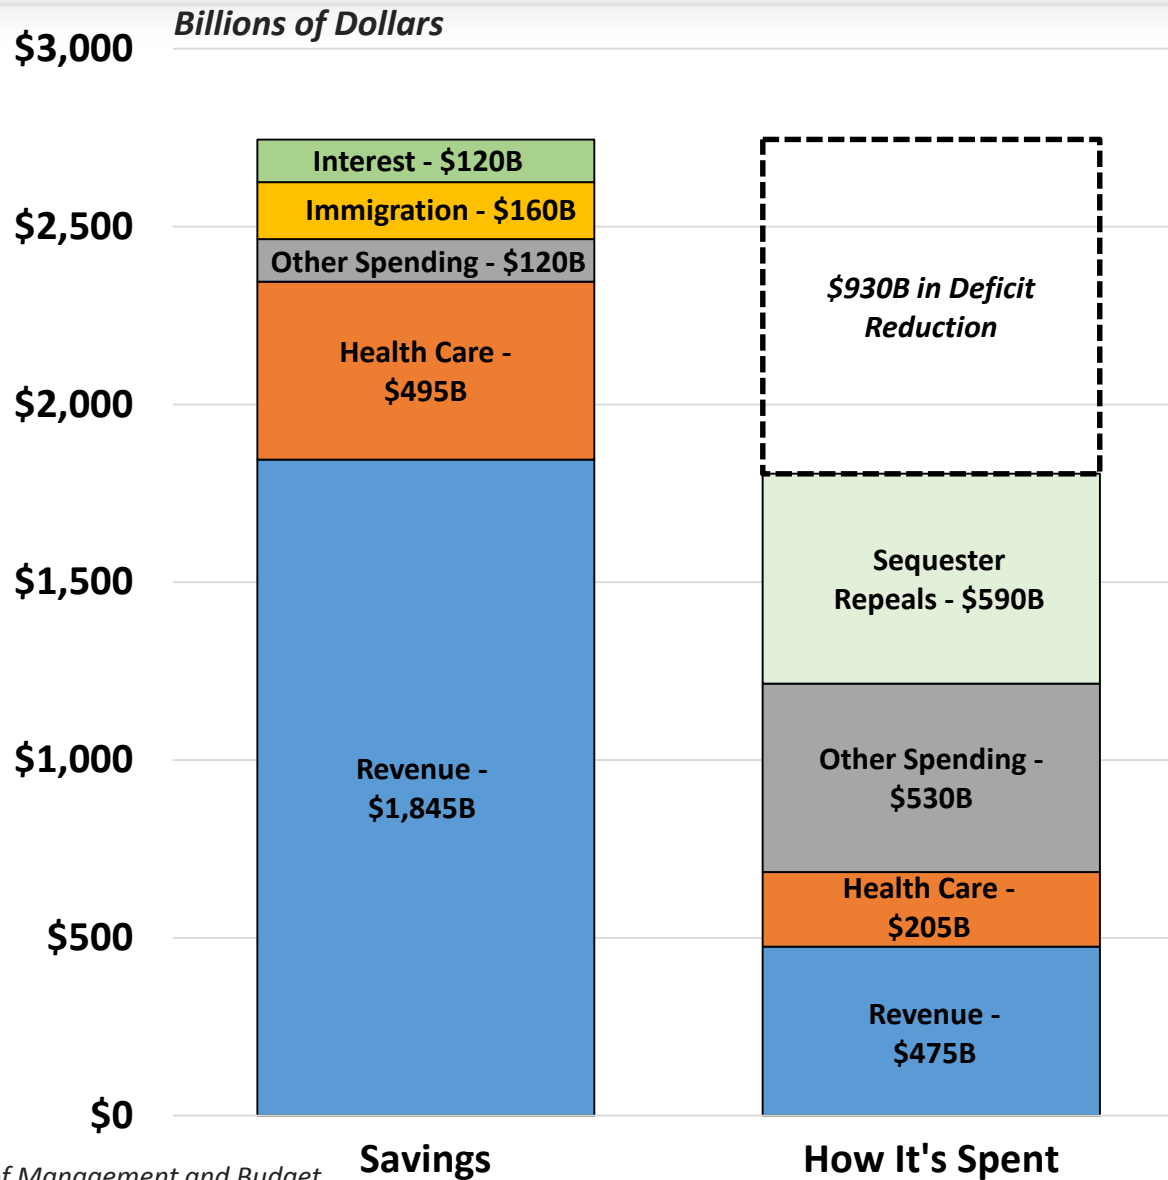 Billions of Dollars
$3,000
$2,500
$2,000
$1,500
$1,000
$500
$0
Interest - $120B
Immigration - $160B
Other Spending - $120B
Health Care -
$495B
Revenue -
$1,845B
$930B in Deficit
Reduction
Sequester
Repeals - $590B
Other Spending -
$530B
Health Care -
$205B
Revenue -
$475B
Savings
How It's Spent
of Management and Budget